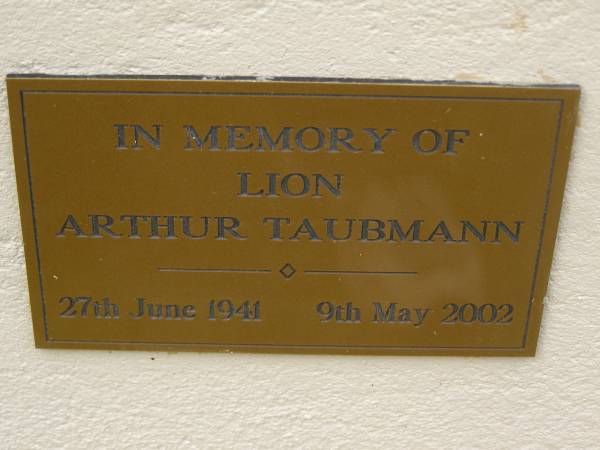 IN MEMORY OF
LION
ARTHUR TAUBMANN
27th June 1941 9th May 2002